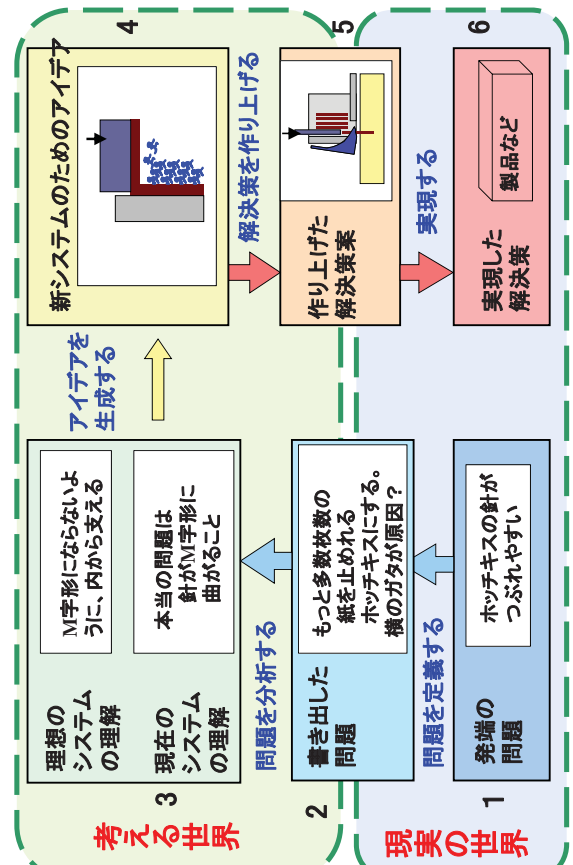 考える世界
現実の世界
1
発端の
問題
ホッチキスの針が
つぶれやすい
問題を定義する
2
書き出した
問題
もっと多数枚数の
紙を止めれる
ホッチキスにする。
横のガタが原因？
問題を分析する
3
現在の
システム
の理解
本当の問題は
針がM字形に
曲がること
理想の
システム
の理解
M字形にならないよ
うに、内から支える
アイデアを
生成する
4
新システムのためのアイデア
解決策を作り上げる
5
作り上げた
解決策案
実現する
6
実現した
解決策
製品など